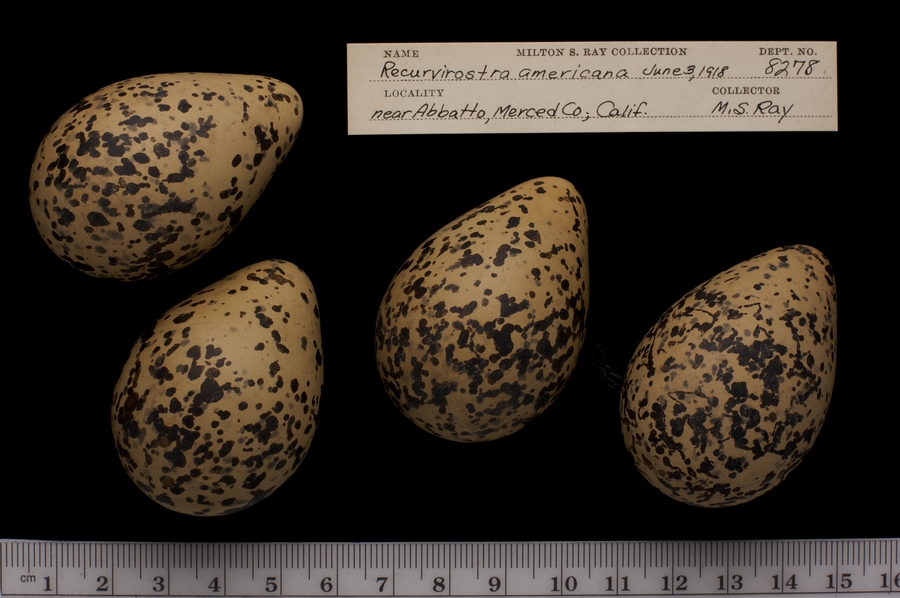 NAME MILTON S. RAY COLLECTION DEPT. NO.
Recurvirostra americana June 3, 1918 8278
LOCALITY COLLECTOR
near Abbatto, Merced Co., Calif. M.S. Ray
cm 1 2 3 4 5 6 7 8 9 10 11 12 13 14 15 16